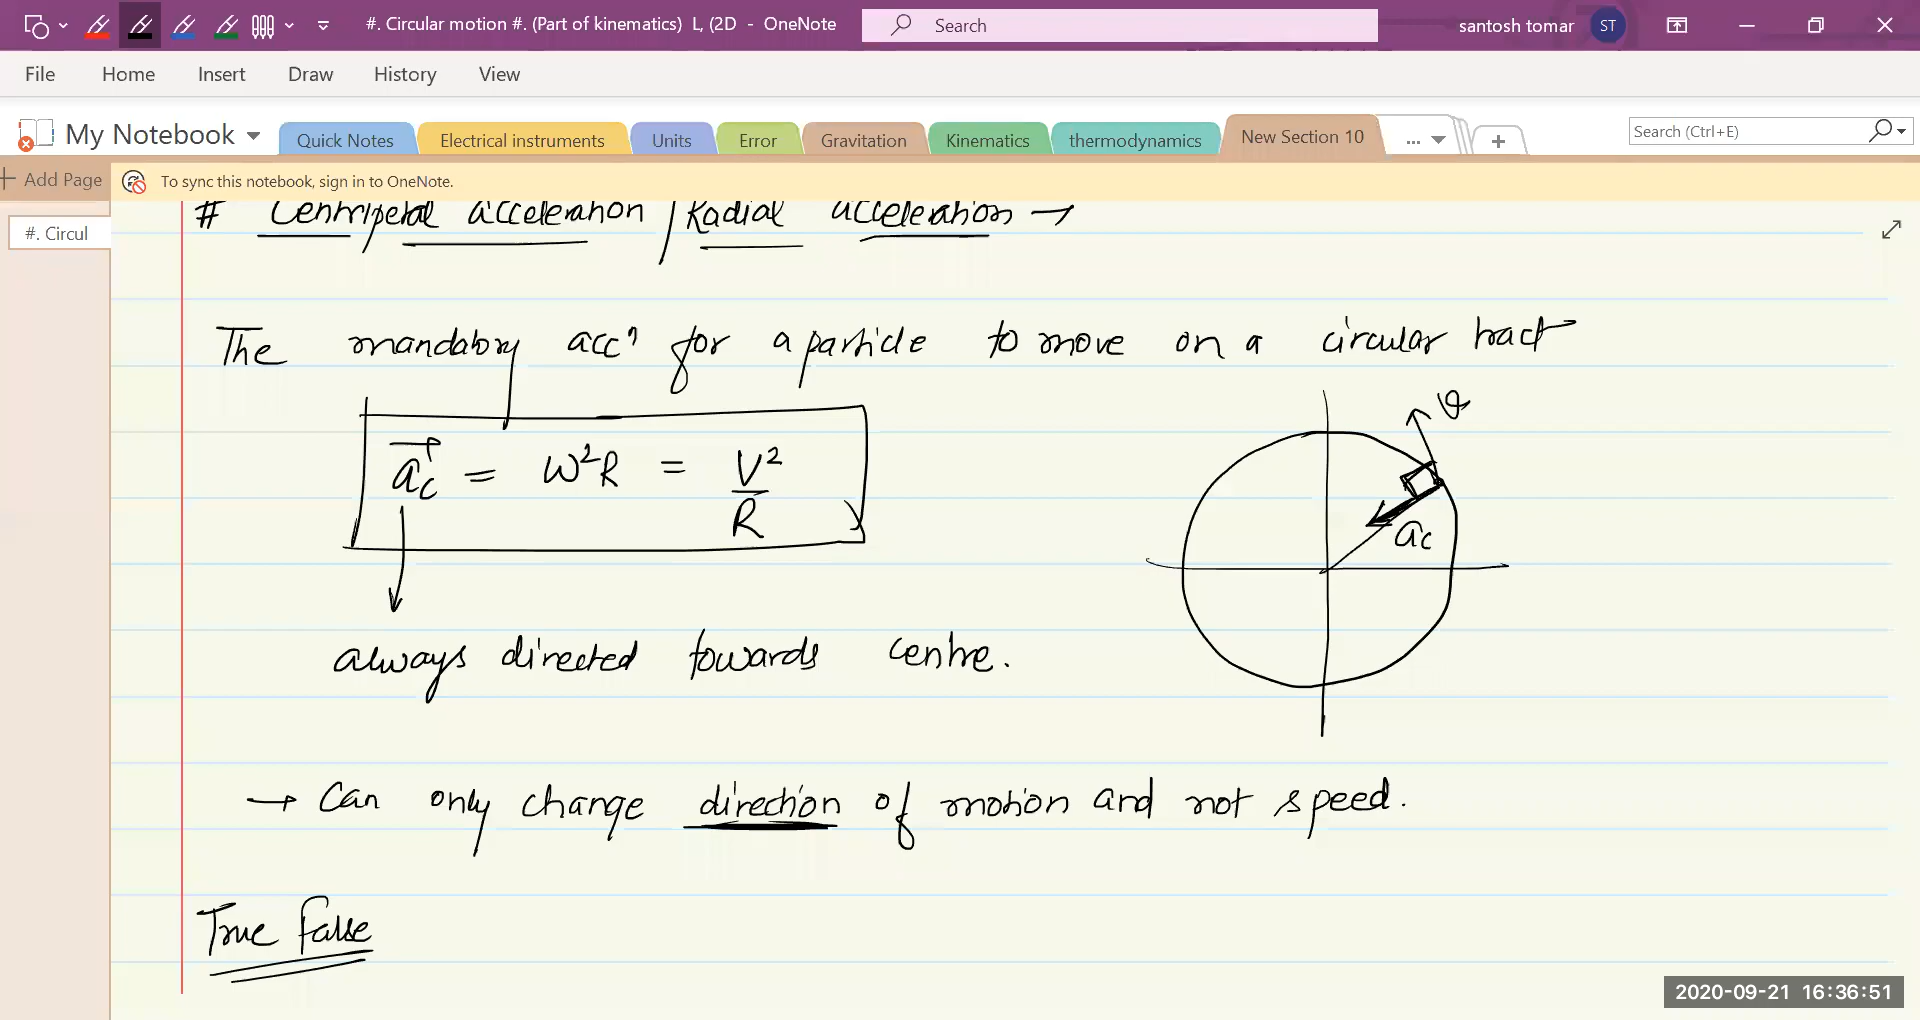 #. Circular motion #. (Part of kinematics) L, (2D - OneNote
Search
santosh tomar ST
File Home Insert Draw History View
My Notebook
Quick Notes Electrical instruments Units Error Gravitation Kinematics thermodynamics New Section 10 ...
Search (Ctrl+E)
Add Page
To sync this notebook, sign in to OneNote.
#. Circul
# Centripetal acceleration / Radial acceleration →
The mandatory accⁿ for a particle to move on a circular tract
a⃗c = ω²R = V²/R
v
ac
always directed towards centre.
→ Can only change direction of motion and not speed.
True False
2020-09-21 16:36:51